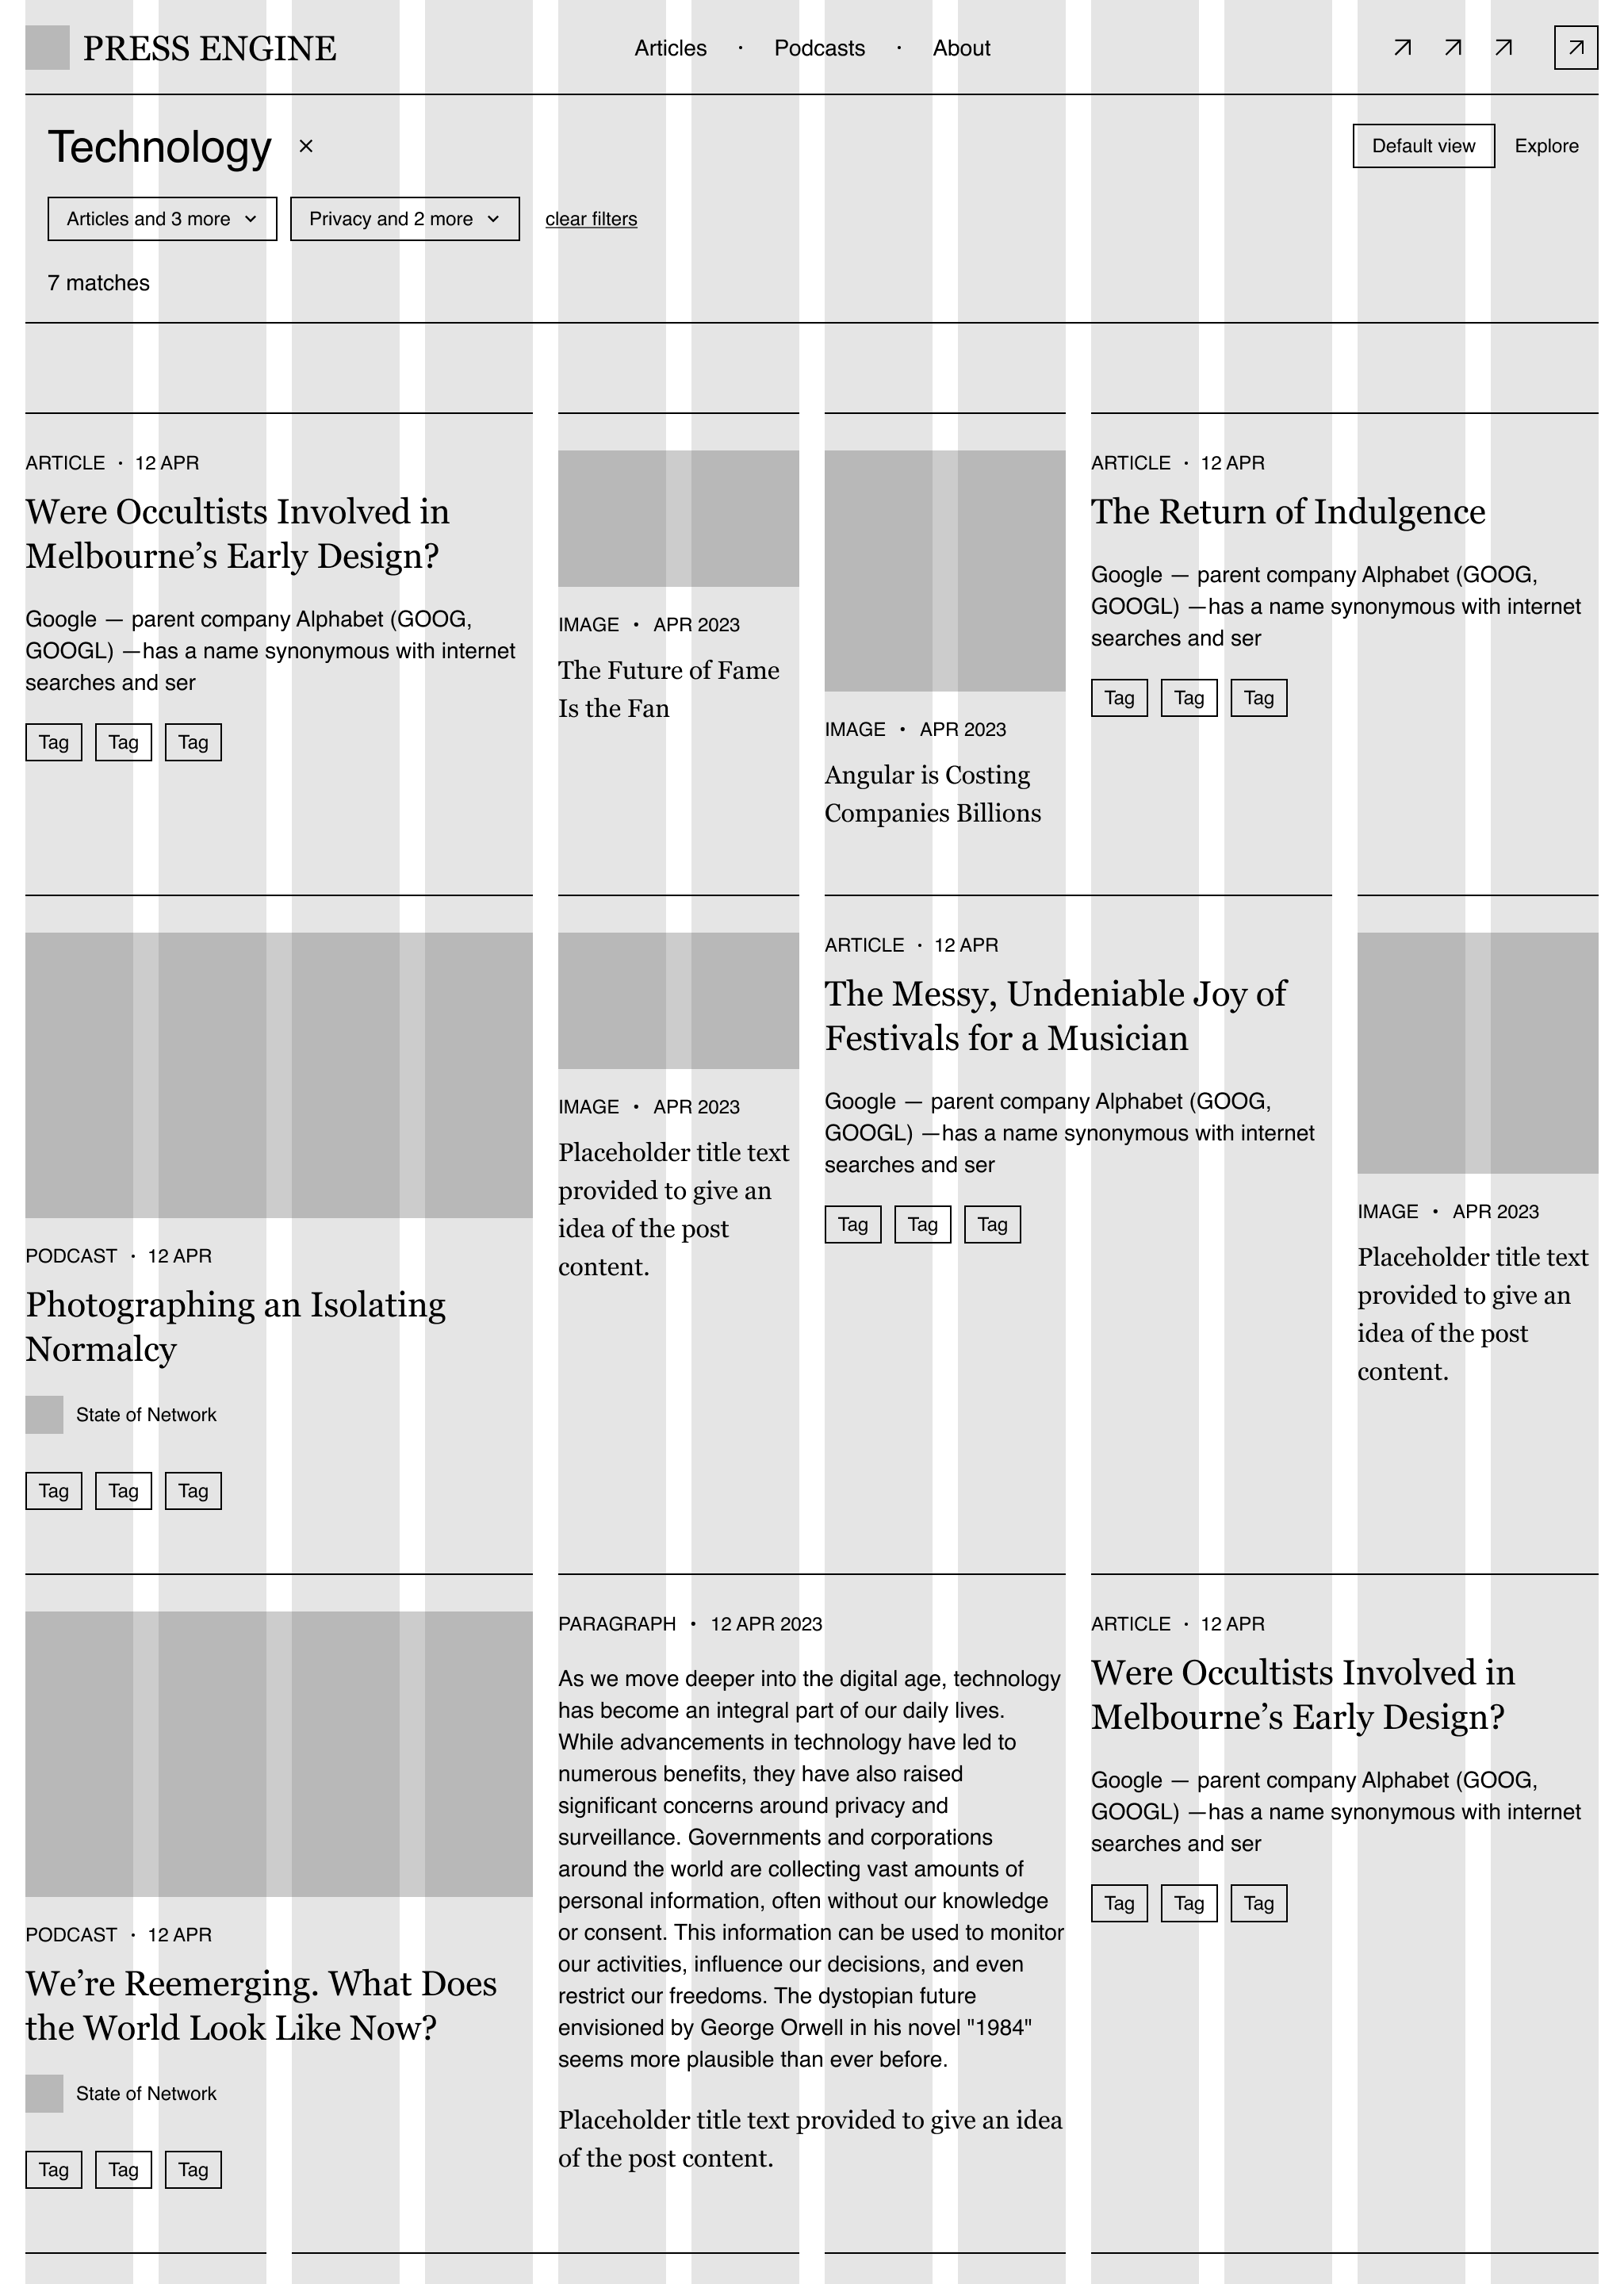 PRESS ENGINE
Articles · Podcasts · About
Technology ×
Default view Explore
Articles and 3 more
Privacy and 2 more
clear filters
7 matches
ARTICLE · 12 APR
Were Occultists Involved in
Melbourne’s Early Design?
Google — parent company Alphabet (GOOG,
GOOGL) —has a name synonymous with internet
searches and ser
Tag Tag Tag
IMAGE • APR 2023
The Future of Fame
Is the Fan
IMAGE • APR 2023
Angular is Costing
Companies Billions
ARTICLE · 12 APR
The Return of Indulgence
Google — parent company Alphabet (GOOG,
GOOGL) —has a name synonymous with internet
searches and ser
Tag Tag Tag
PODCAST · 12 APR
Photographing an Isolating
Normalcy
State of Network
Tag Tag Tag
IMAGE • APR 2023
Placeholder title text
provided to give an
idea of the post
content.
ARTICLE · 12 APR
The Messy, Undeniable Joy of
Festivals for a Musician
Google — parent company Alphabet (GOOG,
GOOGL) —has a name synonymous with internet
searches and ser
Tag Tag Tag
IMAGE • APR 2023
Placeholder title text
provided to give an
idea of the post
content.
PODCAST · 12 APR
We’re Reemerging. What Does
the World Look Like Now?
State of Network
Tag Tag Tag
PARAGRAPH • 12 APR 2023
As we move deeper into the digital age, technology
has become an integral part of our daily lives.
While advancements in technology have led to
numerous benefits, they have also raised
significant concerns around privacy and
surveillance. Governments and corporations
around the world are collecting vast amounts of
personal information, often without our knowledge
or consent. This information can be used to monitor
our activities, influence our decisions, and even
restrict our freedoms. The dystopian future
envisioned by George Orwell in his novel "1984"
seems more plausible than ever before.
Placeholder title text provided to give an idea
of the post content.
ARTICLE · 12 APR
Were Occultists Involved in
Melbourne’s Early Design?
Google — parent company Alphabet (GOOG,
GOOGL) —has a name synonymous with internet
searches and ser
Tag Tag Tag